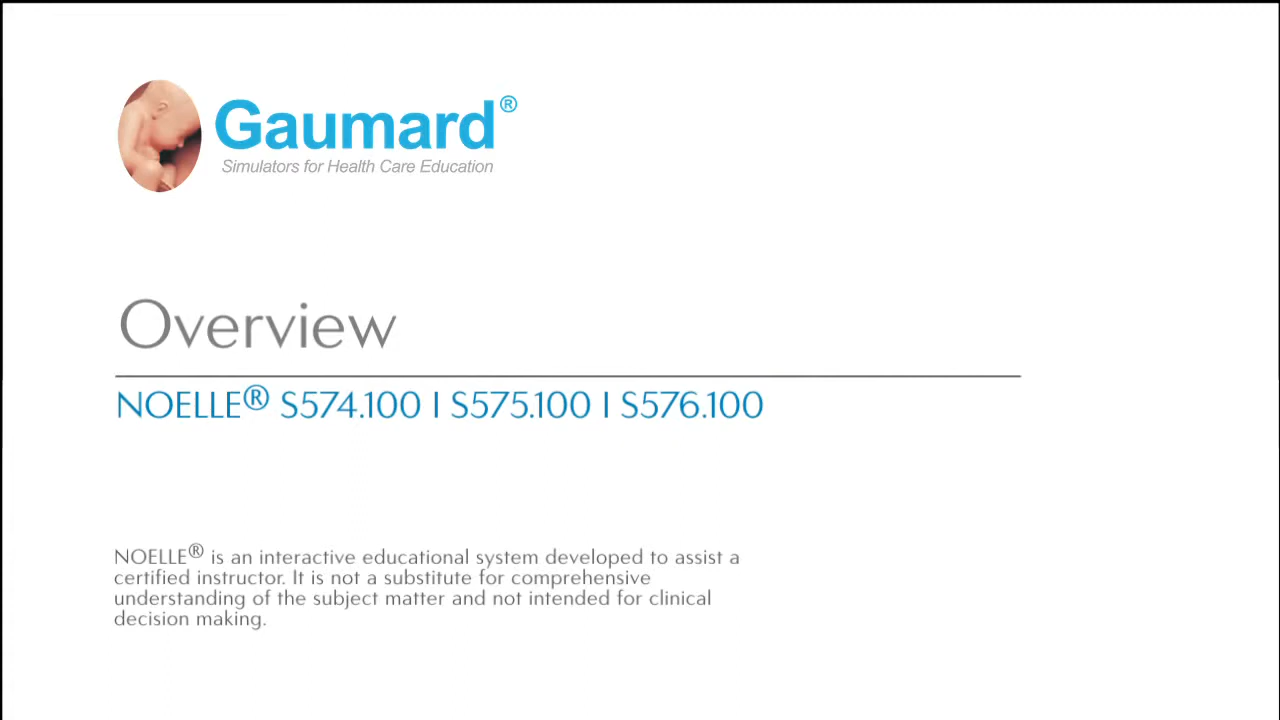 Gaumard®
Simulators for Health Care Education
Overview
NOELLE® S574.100 | S575.100 | S576.100
NOELLE® is an interactive educational system developed to assist a
certified instructor. It is not a substitute for comprehensive
understanding of the subject matter and not intended for clinical
decision making.